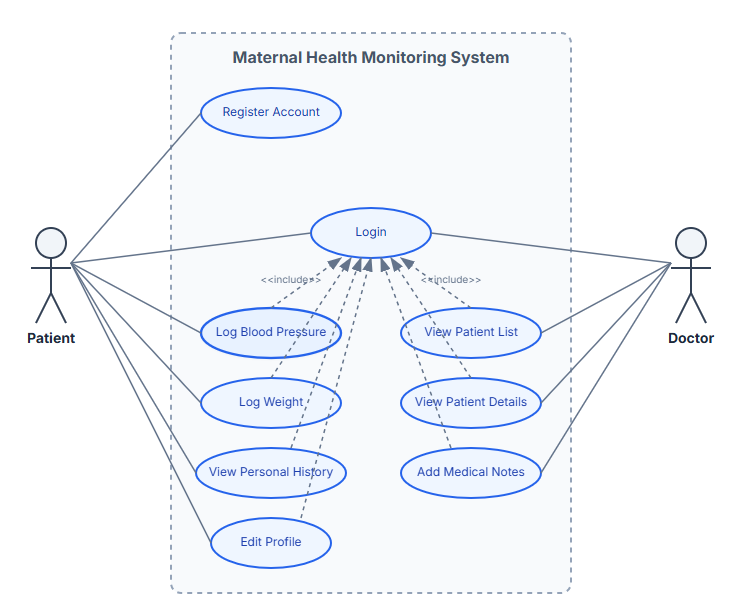 Maternal Health Monitoring System
Register Account
Login
<<include>>
<<include>>
Patient
Doctor
Log Blood Pressure
View Patient List
Log Weight
View Patient Details
View Personal History
Add Medical Notes
Edit Profile